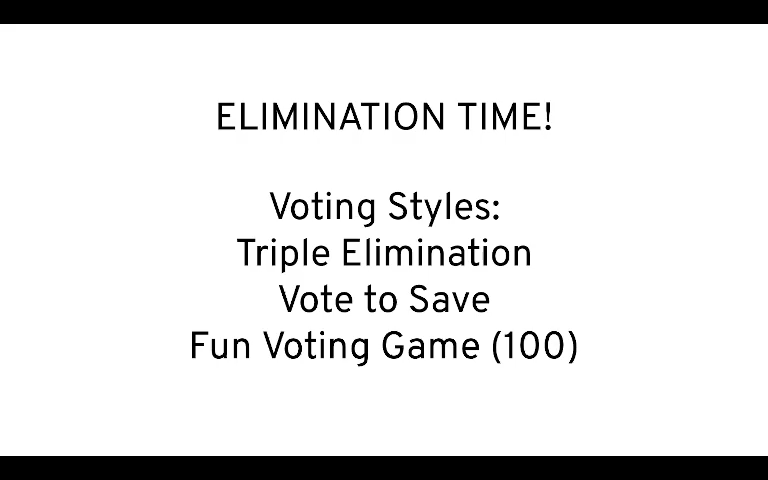 ELIMINATION TIME!
Voting Styles:
Triple Elimination
Vote to Save
Fun Voting Game (100)